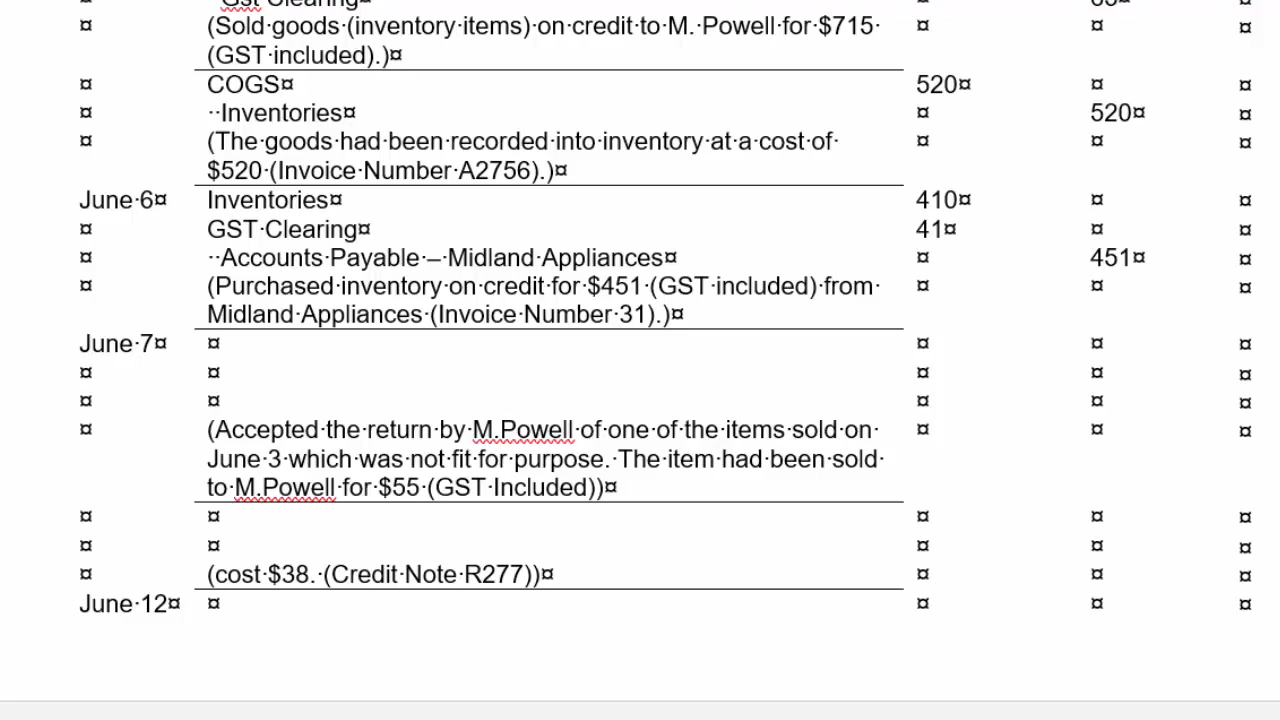 Gst·Clearing¤ 65¤ ¤
¤ (Sold·goods·(inventory·items)·on·credit·to·M.·Powell·for·$715· ¤ ¤ ¤
(GST·included).)¤
¤ COGS¤ 520¤ ¤ ¤
¤ ··Inventories¤ ¤ 520¤ ¤
¤ (The·goods·had·been·recorded·into·inventory·at·a·cost·of· ¤ ¤ ¤
$520·(Invoice·Number·A2756).)¤
June·6¤ Inventories¤ 410¤ ¤ ¤
¤ GST·Clearing¤ 41¤ ¤ ¤
¤ ··Accounts·Payable·–·Midland·Appliances¤ ¤ 451¤ ¤
¤ (Purchased·inventory·on·credit·for·$451·(GST·included)·from· ¤ ¤ ¤
Midland·Appliances·(Invoice·Number·31).)¤
June·7¤ ¤ ¤ ¤ ¤
¤ ¤ ¤ ¤ ¤
¤ ¤ ¤ ¤ ¤
¤ (Accepted·the·return·by·M.Powell·of·one·of·the·items·sold·on· ¤ ¤ ¤
June·3·which·was·not·fit·for·purpose.·The·item·had·been·sold·
to·M.Powell·for·$55·(GST·Included))¤
¤ ¤ ¤ ¤ ¤
¤ ¤ ¤ ¤ ¤
¤ (cost·$38.·(Credit·Note·R277))¤ ¤ ¤ ¤
June·12¤ ¤ ¤ ¤ ¤